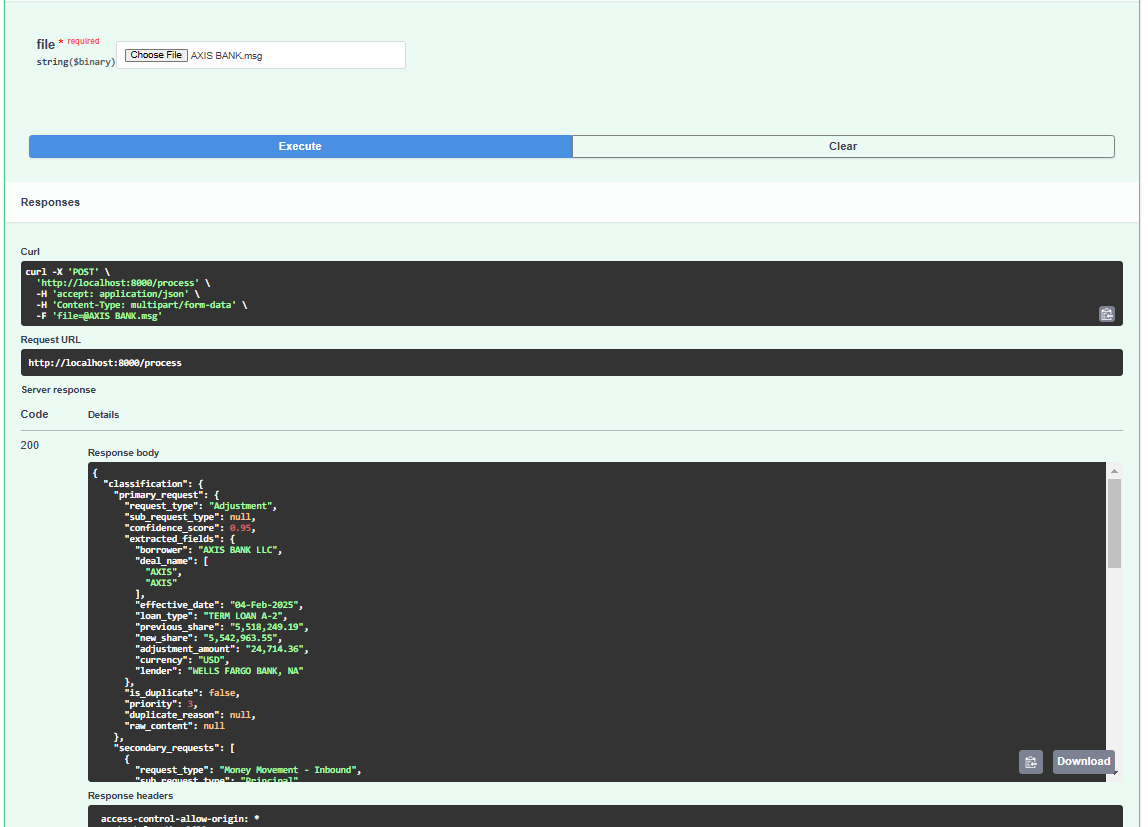 file * required
string($binary)
Choose File AXIS BANK.msg
Execute
Clear
Responses
Curl
curl -X 'POST' \
  'http://localhost:8000/process' \
  -H 'accept: application/json' \
  -H 'Content-Type: multipart/form-data' \
  -F 'file=@AXIS BANK.msg'
Request URL
http://localhost:8000/process
Server response
Code Details
200
Response body
{
  "classification": {
    "primary_request": {
      "request_type": "Adjustment",
      "sub_request_type": null,
      "confidence_score": 0.95,
      "extracted_fields": {
        "borrower": "AXIS BANK LLC",
        "deal_name": [
          "AXIS",
          "AXIS"
        ],
        "effective_date": "04-Feb-2025",
        "loan_type": "TERM LOAN A-2",
        "previous_share": "5,518,249.19",
        "new_share": "5,542,963.55",
        "adjustment_amount": "24,714.36",
        "currency": "USD",
        "lender": "WELLS FARGO BANK, NA"
      },
      "is_duplicate": false,
      "priority": 3,
      "duplicate_reason": null,
      "raw_content": null
    },
    "secondary_requests": [
      {
        "request_type": "Money Movement - Inbound",
        "sub_request_type": "Principal"
Download
Response headers
access-control-allow-origin: *